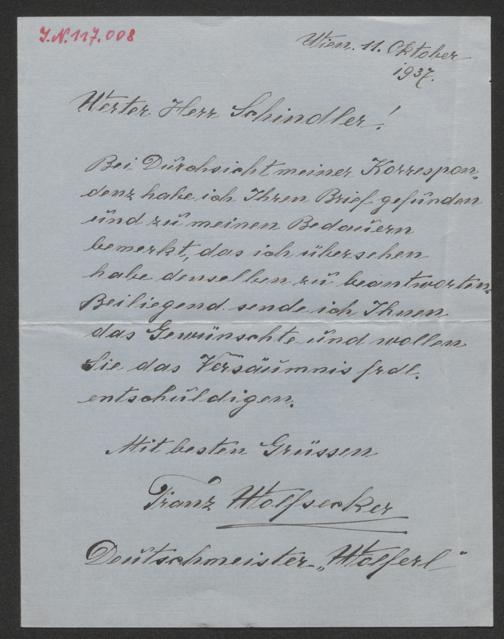 J.N. 117.008
Wien. 11. Oktober
1937.
Werter Herr Schindler!
Bei Durchsicht meiner Korrespon-
denz habe ich Ihren Brief gefunden
und zu meinen Bedauern
bemerkt, das ich übersehen
habe denselben zu beantworten.
Beiliegend sende ich Ihnen
das Gewünschte und wollen
Sie das Versäumnis frdl.
entschuldigen.
Mit besten Grüssen
Franz Wolfsecker
Deutschmeister-„Wolferl"